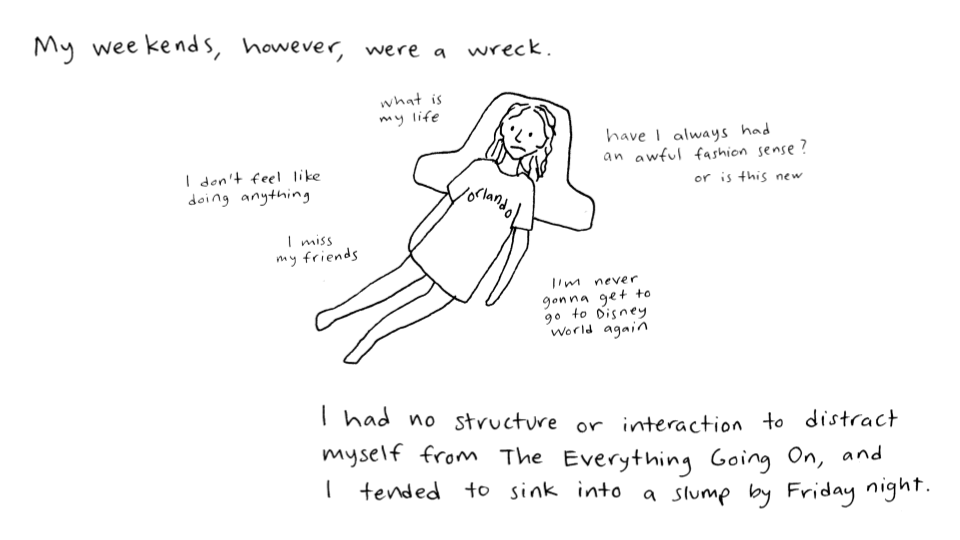 My weekends, however, were a wreck.
what is
my life
have I always had
an awful fashion sense?
or is this new
I don't feel like
doing anything
orlando
I miss
my friends
I'm never
gonna get to
go to Disney
World again
I had no structure or interaction to distract
myself from The Everything Going On, and
I tended to sink into a slump by Friday night.